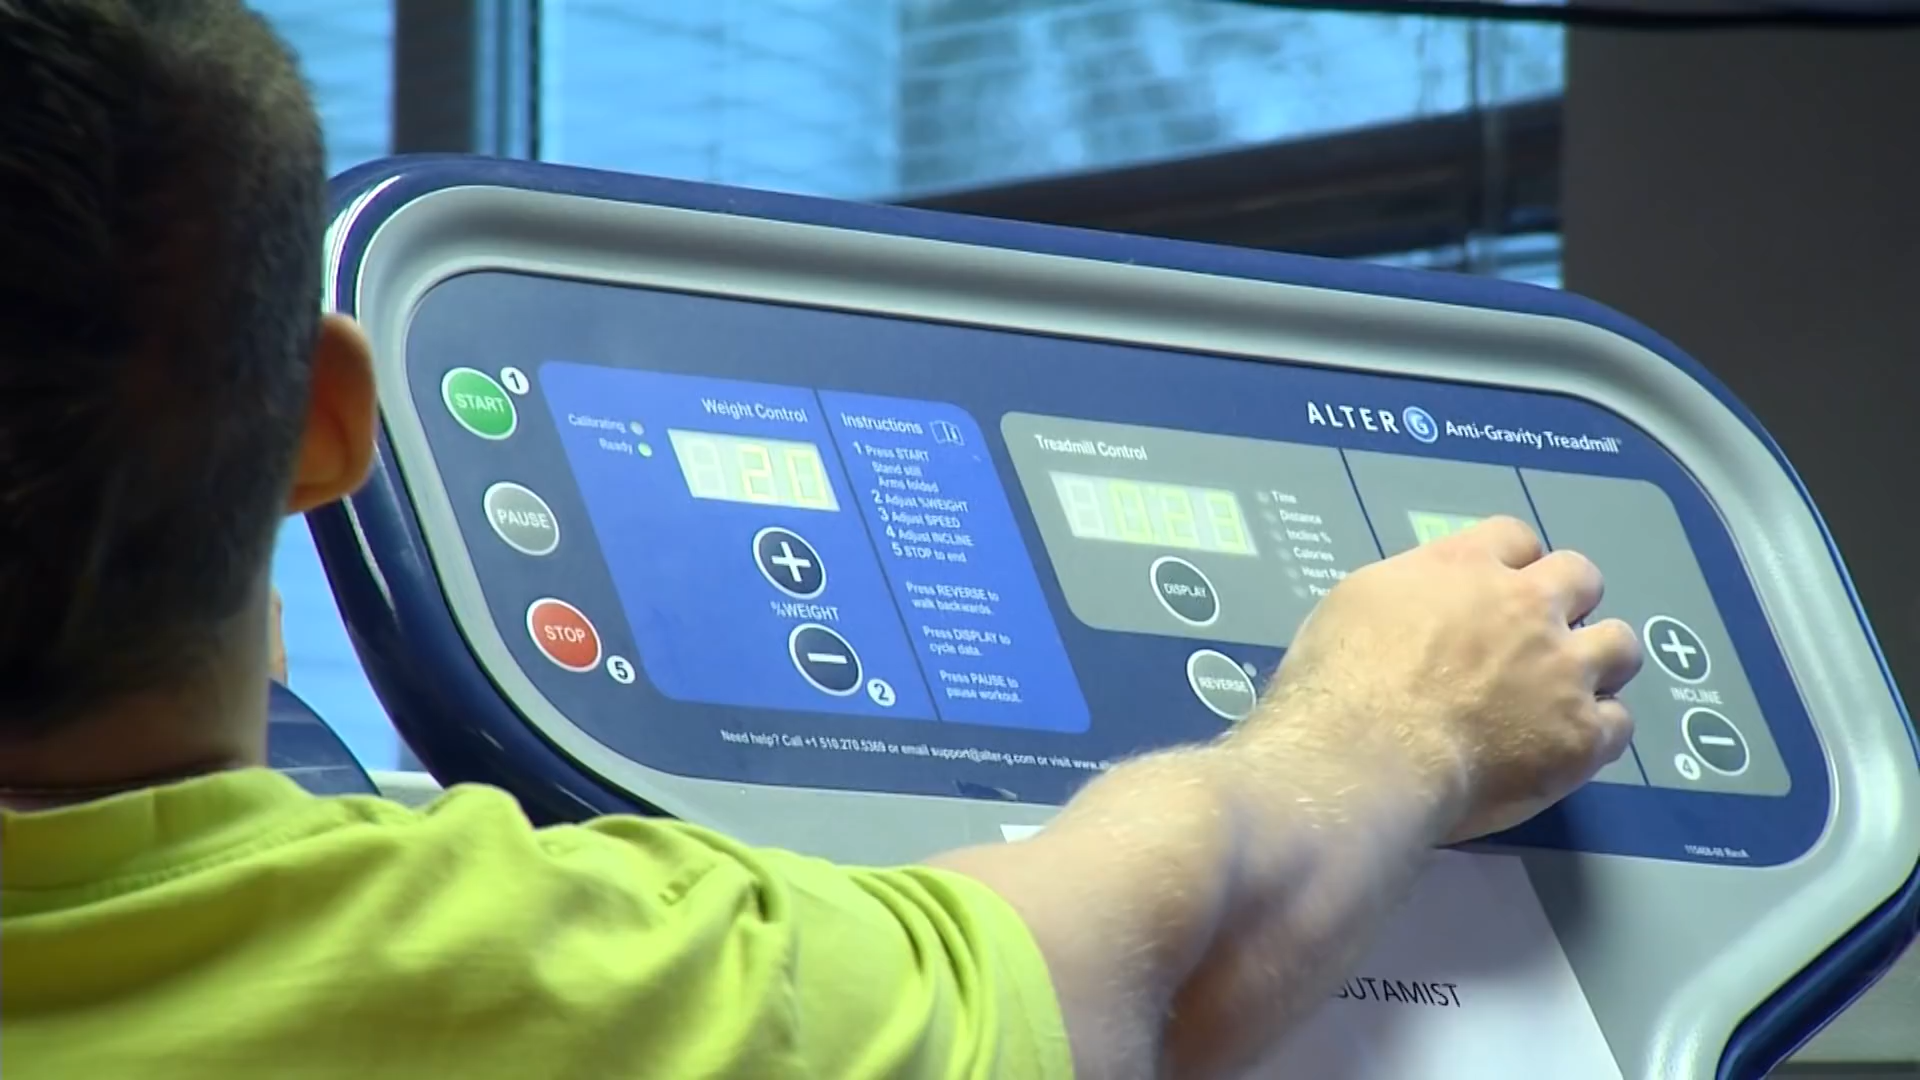 START
1
PAUSE
STOP
5
Weight Control
Calibrating
Ready
20
+
%WEIGHT
−
2
Instructions
1 Press START
Stand still
Arms folded
2 Adjust %WEIGHT
3 Adjust SPEED
4 Adjust INCLINE
5 STOP to end
Press REVERSE to
walk backwards.
Press DISPLAY to
cycle data.
Press PAUSE to
pause workout.
Treadmill Control
Time
Distance
Incline %
Calories
Heart
DISPLAY
REVERSE
ALTER G Anti-Gravity Treadmill
+
INCLINE
−
4
Need help? Call +1 510.270.5369 or email support@alter-g.com or visit